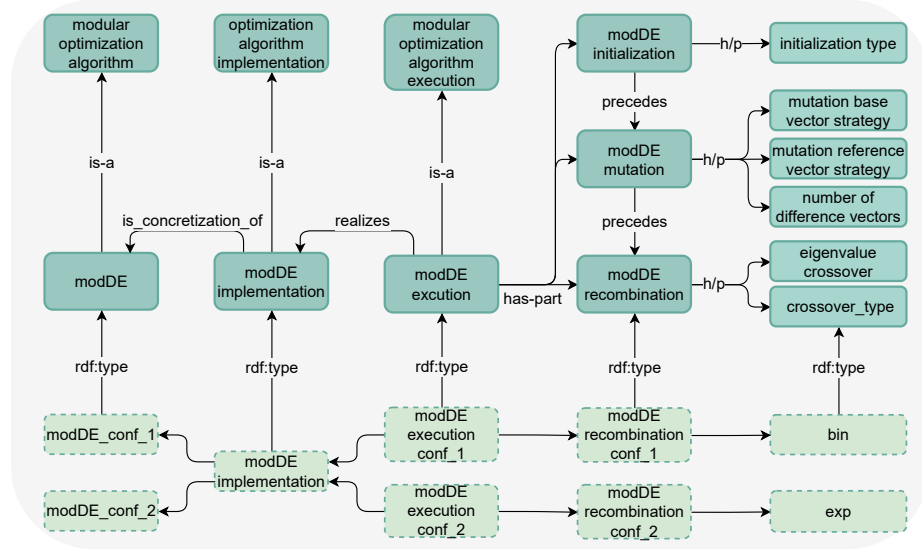 modular
optimization
algorithm
optimization
algorithm
implementation
modular
optimization
algorithm
execution
modDE
initialization
h/p
initialization type
precedes
mutation base
vector strategy
is-a
is-a
is-a
modDE
mutation
h/p
mutation reference
vector strategy
number of
difference vectors
is_concretization_of
realizes
precedes
modDE
modDE
implementation
modDE
excution
has-part
modDE
recombination
h/p
eigenvalue
crossover
crossover_type
rdf:type
rdf:type
rdf:type
rdf:type
rdf:type
modDE_conf_1
modDE
implementation
modDE
execution
conf_1
modDE
recombination
conf_1
bin
modDE_conf_2
modDE
execution
conf_2
modDE
recombination
conf_2
exp